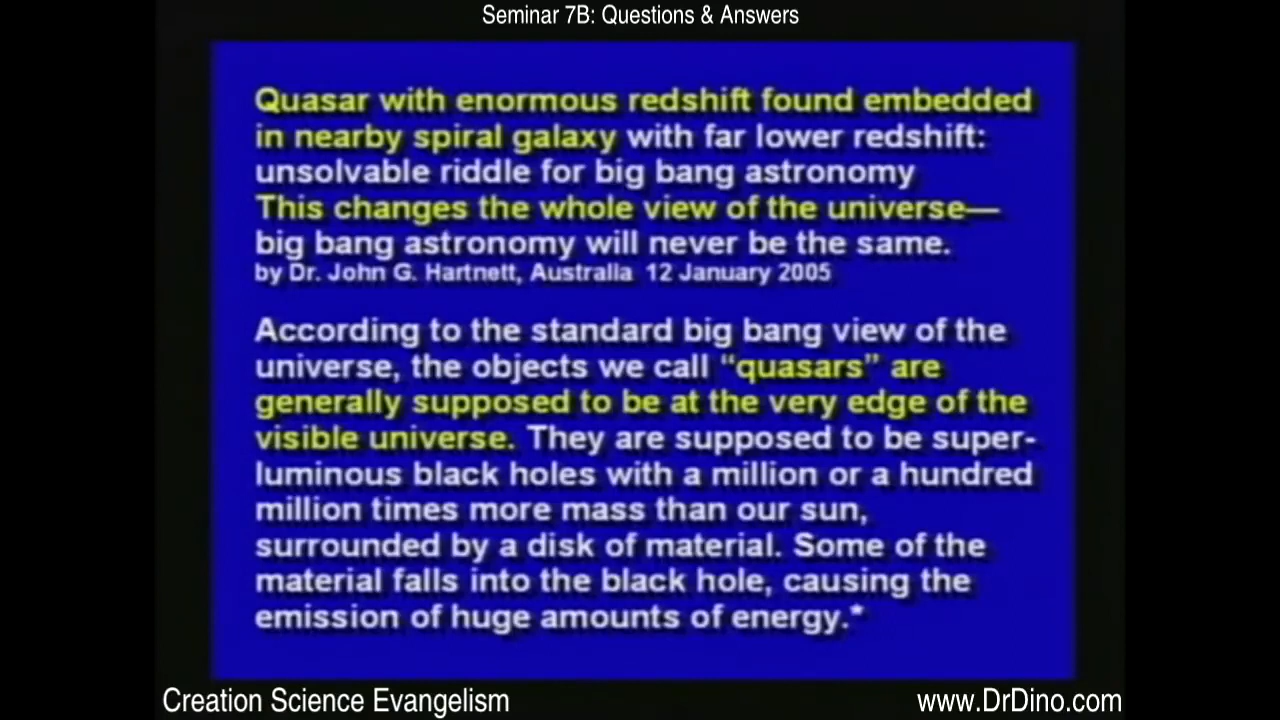 Seminar 7B: Questions & Answers
Quasar with enormous redshift found embedded
in nearby spiral galaxy with far lower redshift:
unsolvable riddle for big bang astronomy
This changes the whole view of the universe—
big bang astronomy will never be the same.
by Dr. John G. Hartnett, Australia 12 January 2005
According to the standard big bang view of the
universe, the objects we call “quasars” are
generally supposed to be at the very edge of the
visible universe. They are supposed to be super-
luminous black holes with a million or a hundred
million times more mass than our sun,
surrounded by a disk of material. Some of the
material falls into the black hole, causing the
emission of huge amounts of energy.*
Creation Science Evangelism
www.DrDino.com